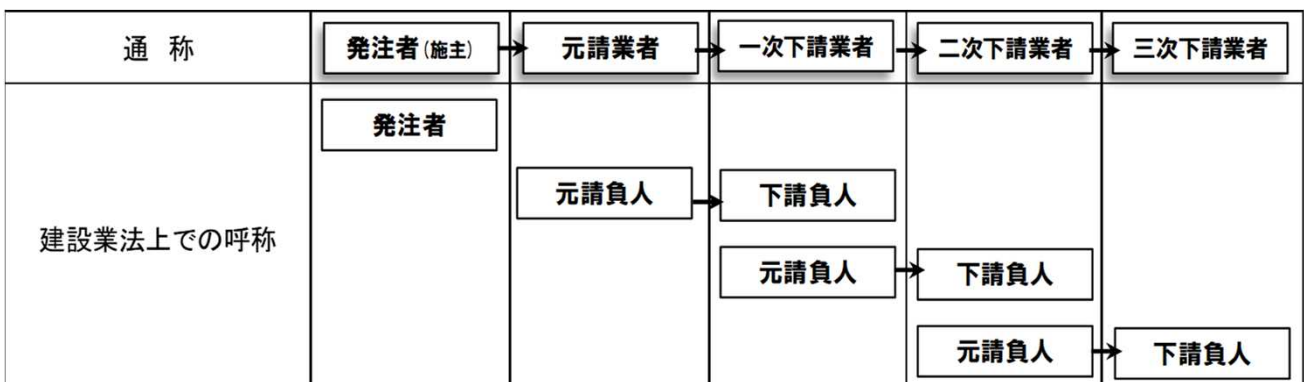 通 称
発注者(施主)
元請業者
一次下請業者
二次下請業者
三次下請業者
建設業法上での呼称
発注者
元請負人
下請負人
元請負人
下請負人
元請負人
下請負人